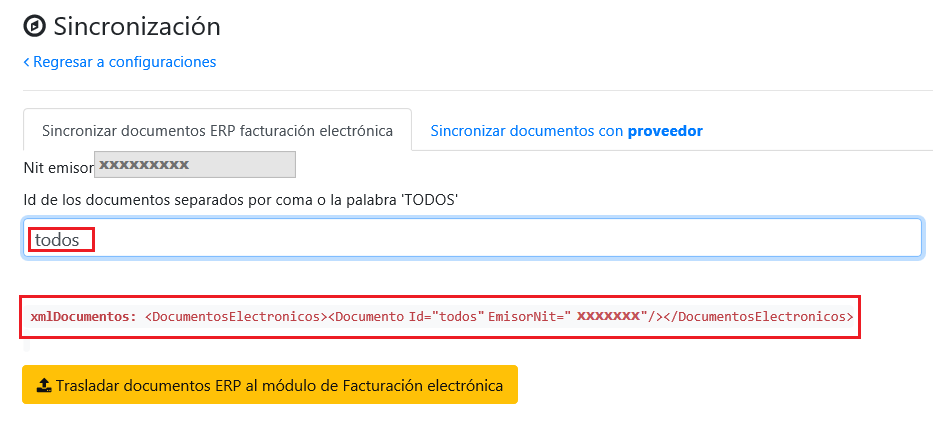 Sincronización
< Regresar a configuraciones
Sincronizar documentos ERP facturación electrónica
Sincronizar documentos con proveedor
Nit emisor xxxxxxxxx
Id de los documentos separados por coma o la palabra 'TODOS'
todos
xmlDocumentos: <DocumentosElectronicos><Documento Id="todos" EmisorNit=" xxxxxxx"/></DocumentosElectronicos>
Trasladar documentos ERP al módulo de Facturación electrónica